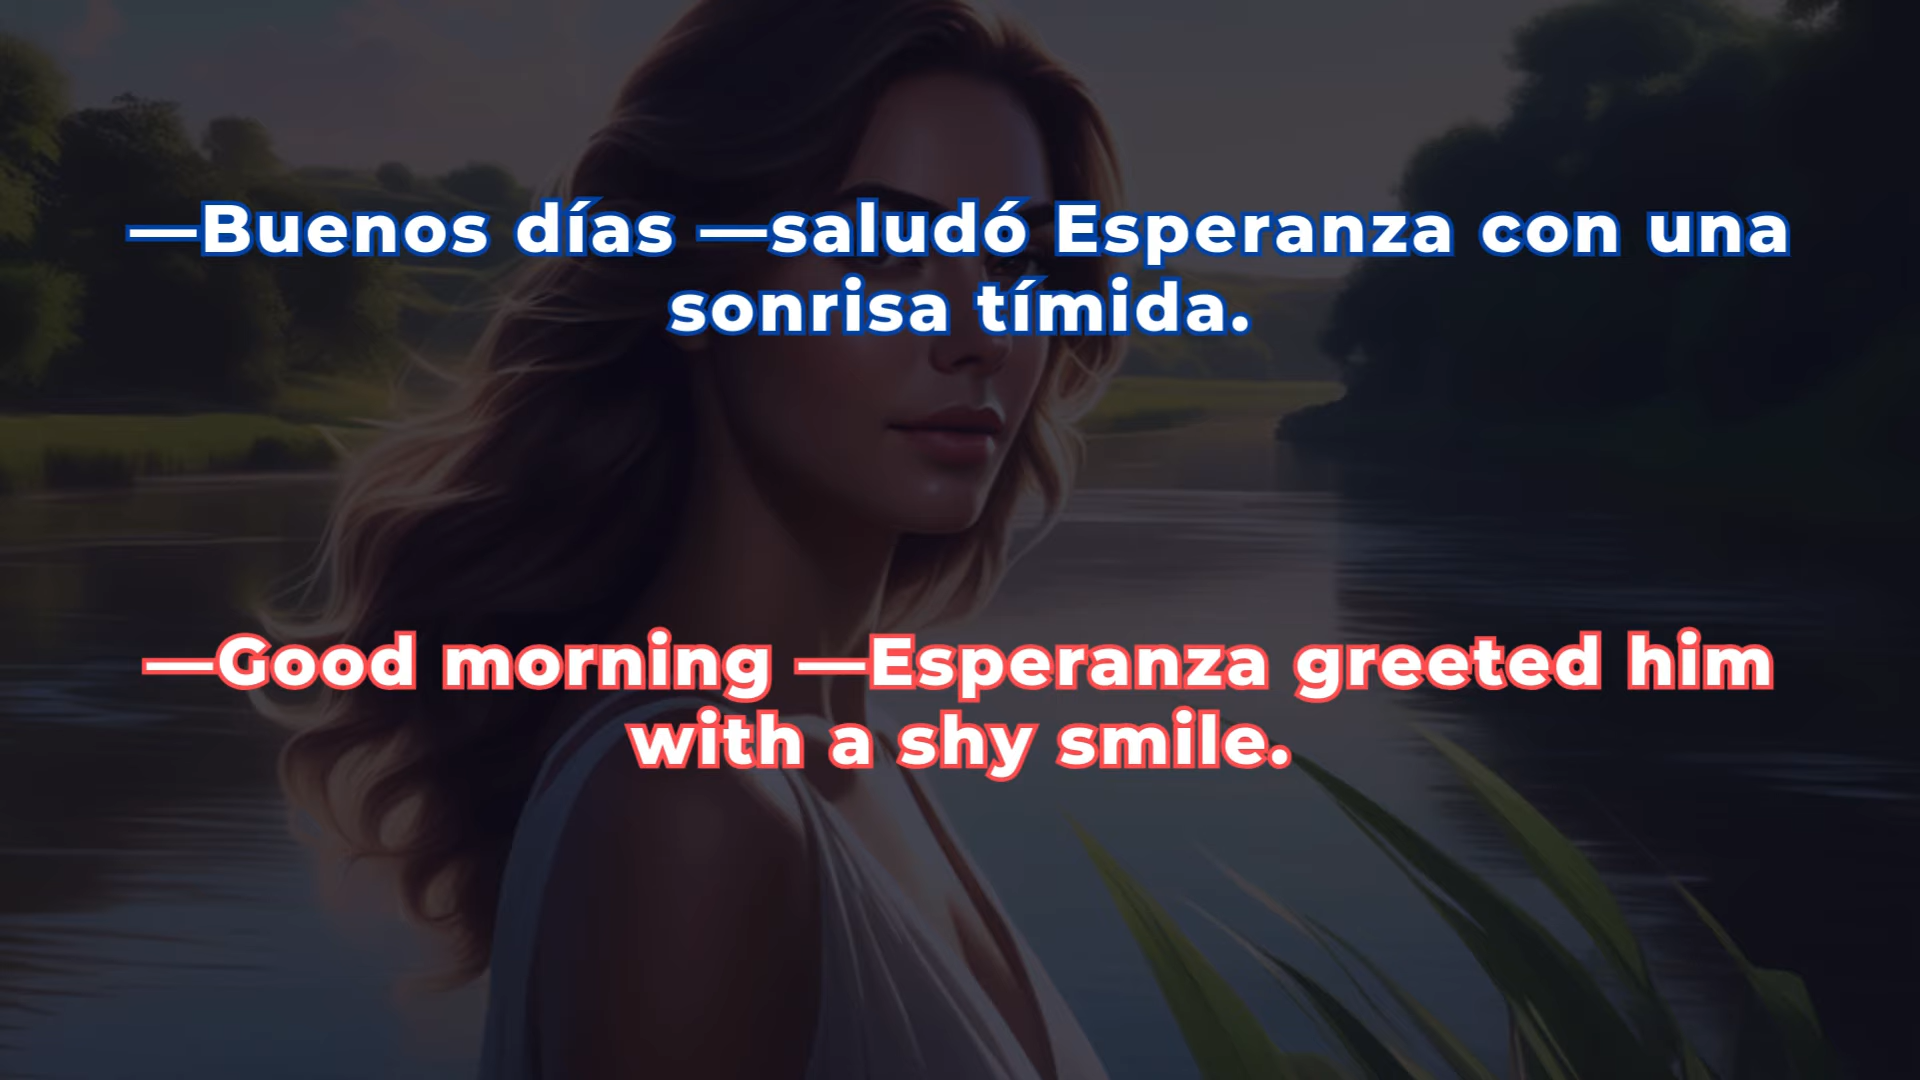 —Buenos días —saludó Esperanza con una
sonrisa tímida.
—Good morning —Esperanza greeted him
with a shy smile.